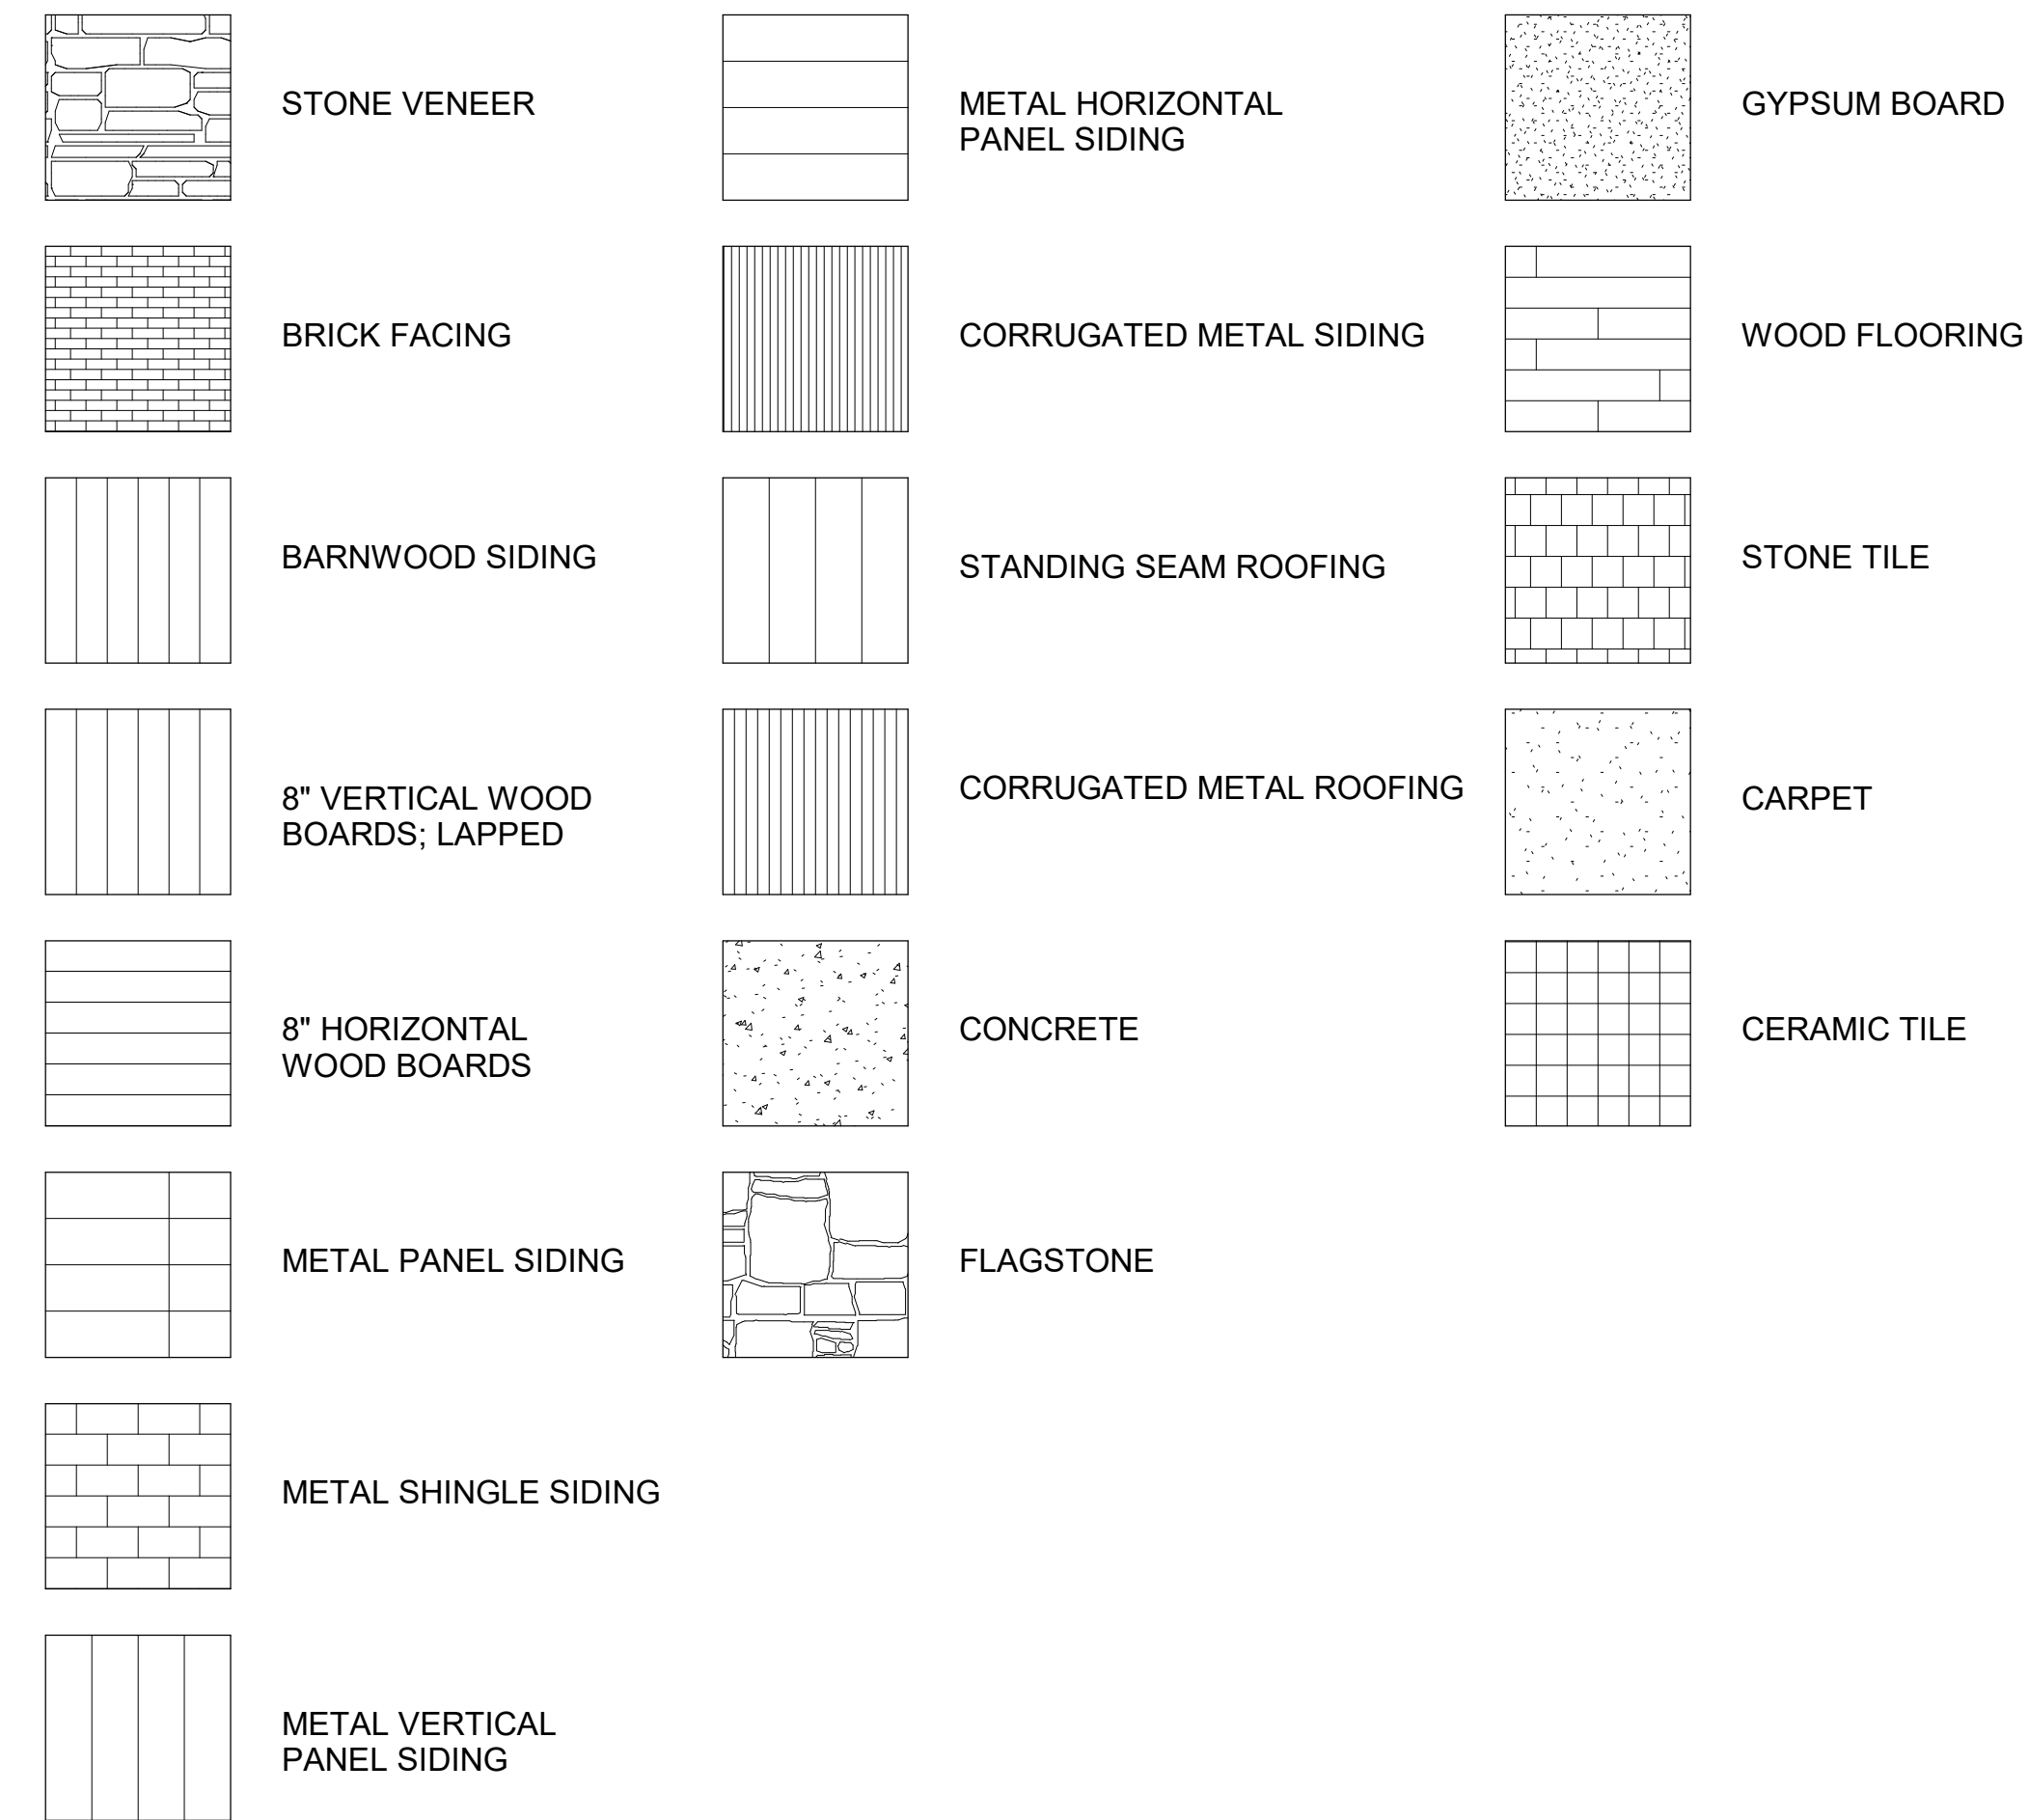 STONE VENEER
BRICK FACING
BARNWOOD SIDING
8" VERTICAL WOOD
BOARDS; LAPPED
8" HORIZONTAL
WOOD BOARDS
METAL PANEL SIDING
METAL SHINGLE SIDING
METAL VERTICAL
PANEL SIDING
METAL HORIZONTAL
PANEL SIDING
CORRUGATED METAL SIDING
STANDING SEAM ROOFING
CORRUGATED METAL ROOFING
CONCRETE
FLAGSTONE
GYPSUM BOARD
WOOD FLOORING
STONE TILE
CARPET
CERAMIC TILE